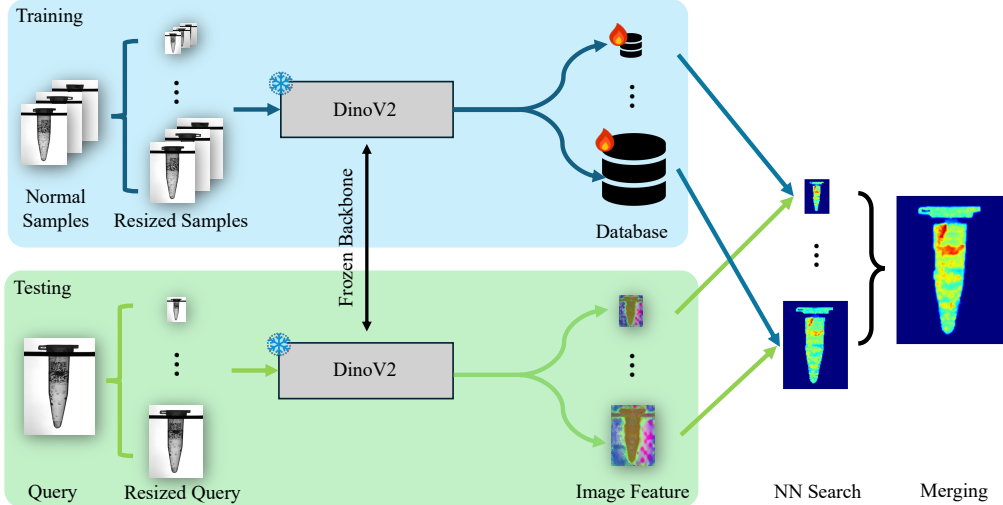 Training
DinoV2
Normal
Samples
Resized Samples
Database
Frozen Backbone
Testing
DinoV2
Query
Resized Query
Image Feature
NN Search
Merging